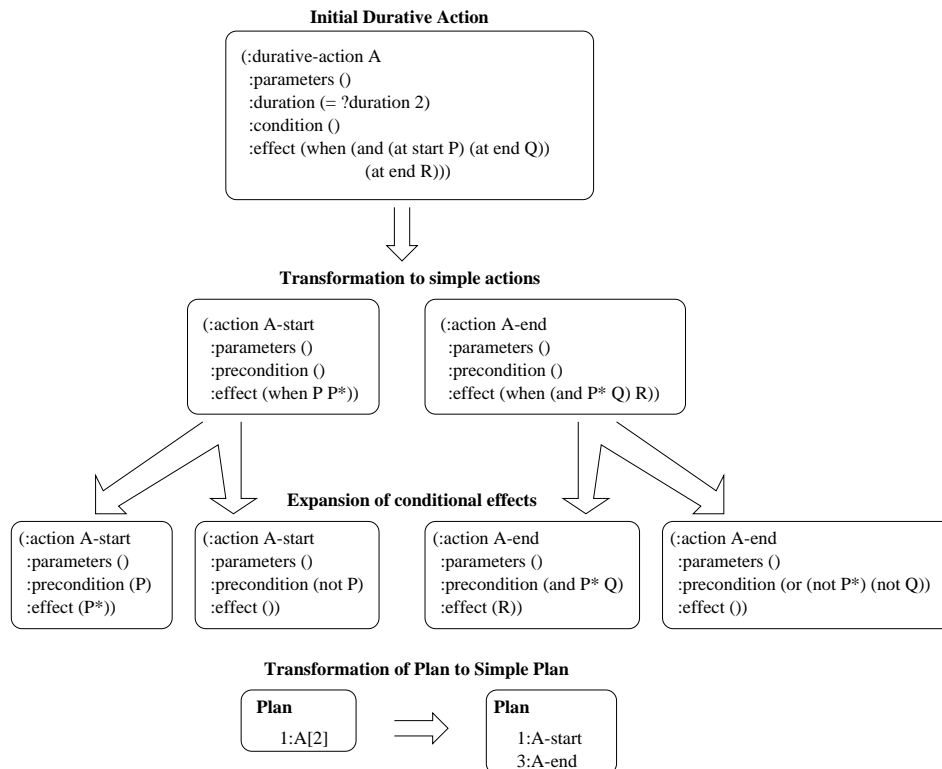 Initial Durative Action
(:durative-action A
:parameters ()
:duration (= ?duration 2)
:condition ()
:effect (when (and (at start P) (at end Q))
(at end R)))
Transformation to simple actions
(:action A-start
:parameters ()
:precondition ()
:effect (when P P*))
(:action A-end
:parameters ()
:precondition ()
:effect (when (and P* Q) R))
Expansion of conditional effects
(:action A-start
:parameters ()
:precondition (P)
:effect (P*))
(:action A-start
:parameters ()
:precondition (not P)
:effect ())
(:action A-end
:parameters ()
:precondition (and P* Q)
:effect (R))
(:action A-end
:parameters ()
:precondition (or (not P*) (not Q))
:effect ())
Transformation of Plan to Simple Plan
Plan
1:A[2]
Plan
1:A-start
3:A-end